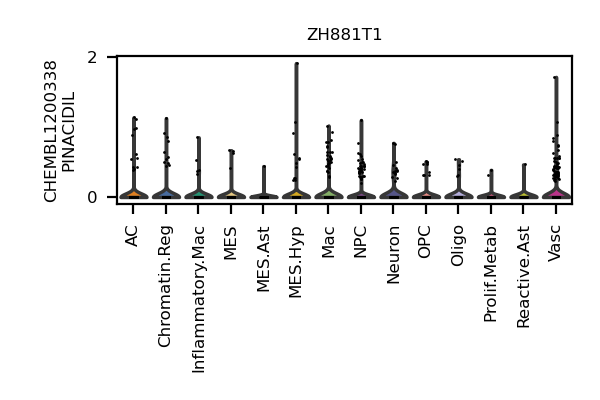 ZH881T1
CHEMBL1200338
PINACIDIL
2
0
AC
Chromatin.Reg
Inflammatory.Mac
MES
MES.Ast
MES.Hyp
Mac
NPC
Neuron
OPC
Oligo
Prolif.Metab
Reactive.Ast
Vasc